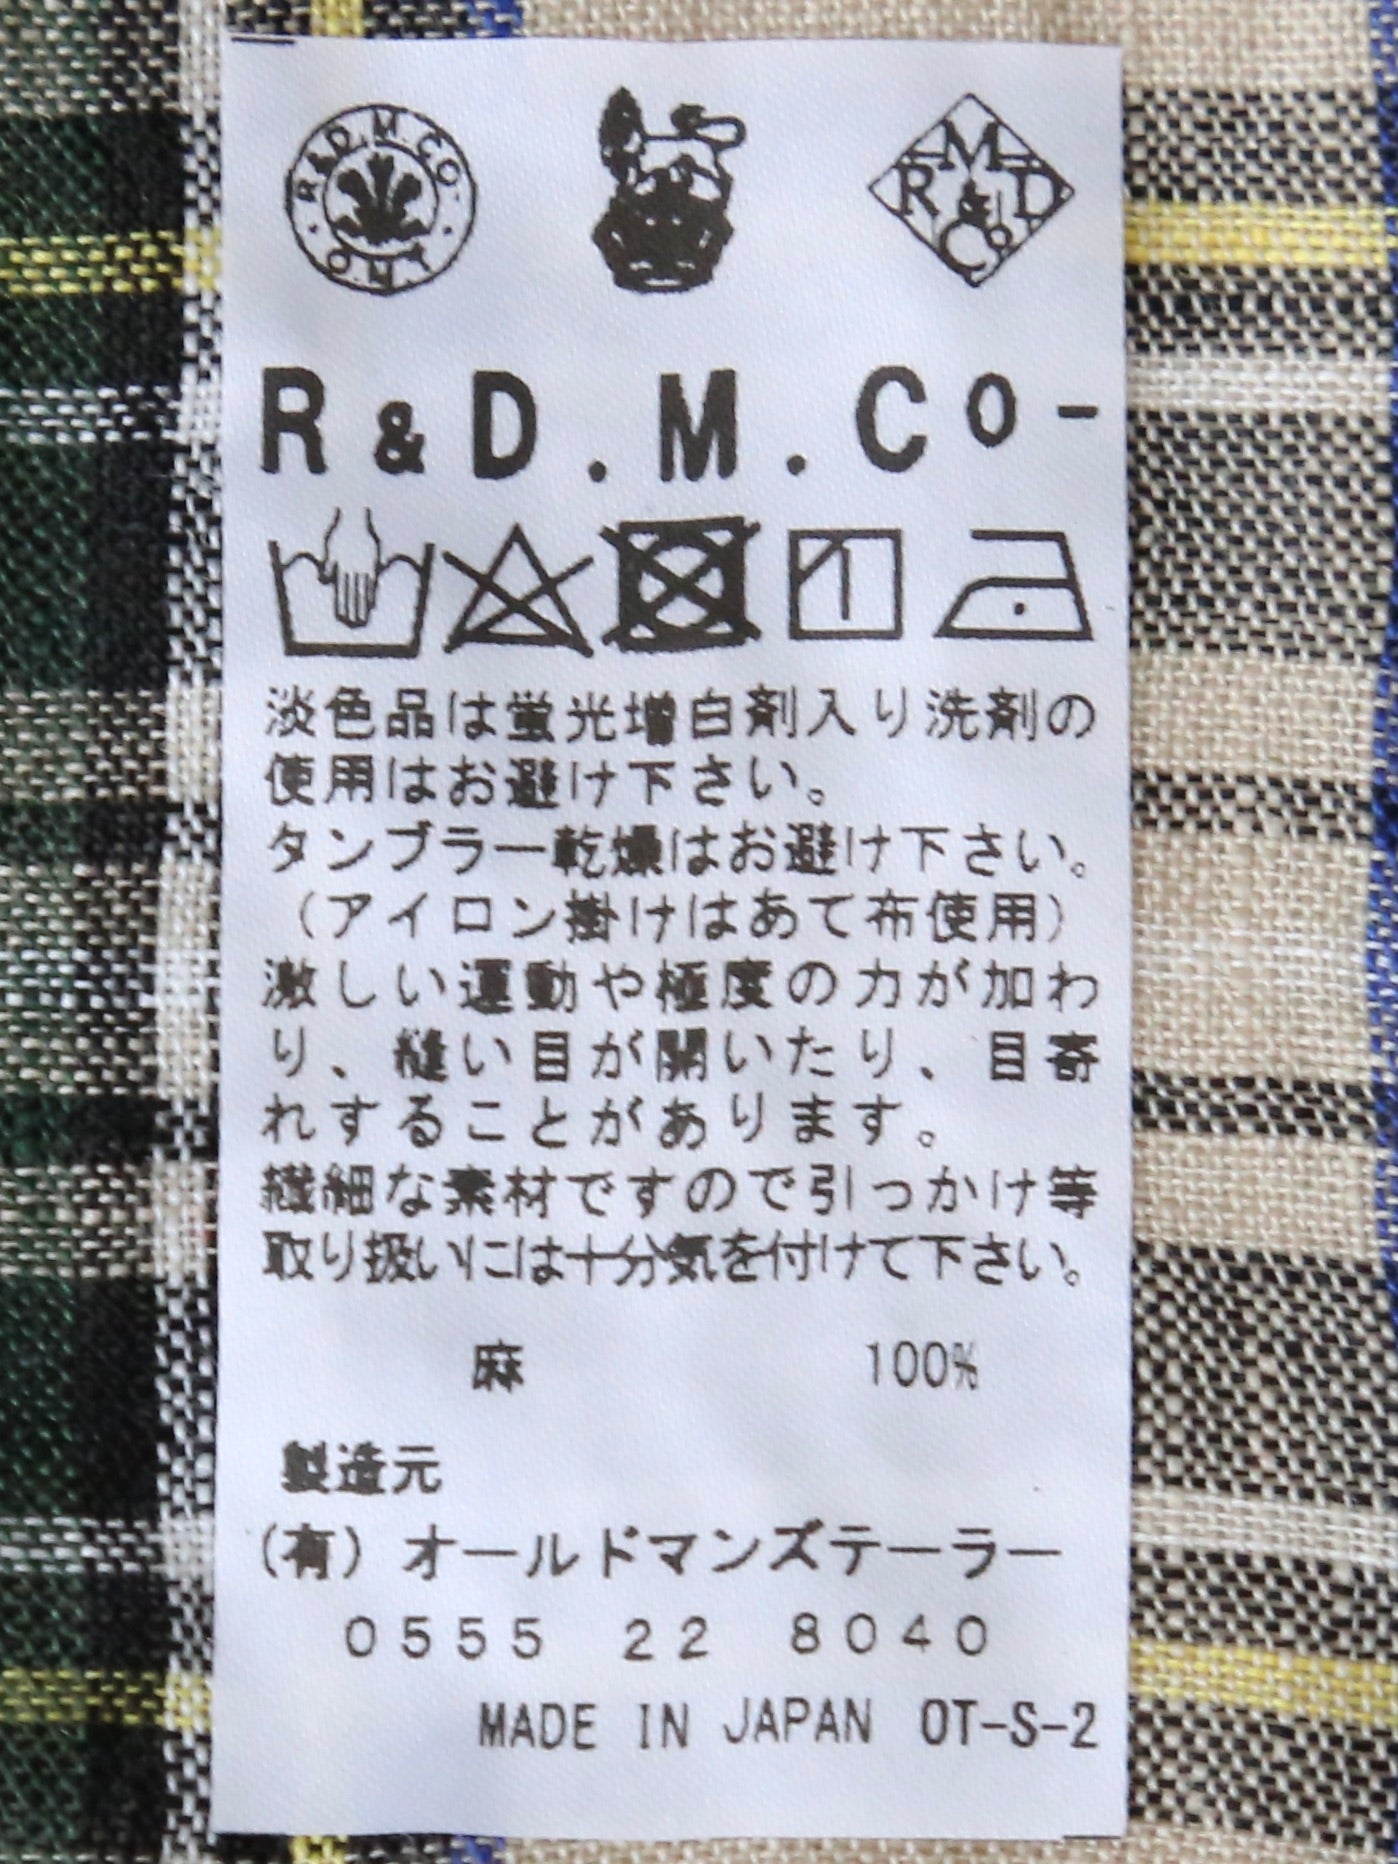 R&D.M.CO.
O.M.T
M
R&D
Co
R&D.M.Co-
淡色品は蛍光増白剤入り洗剤の
使用はお避け下さい。
タンブラー乾燥はお避け下さい。
(アイロン掛けはあて布使用)
激しい運動や極度の力が加わ
り、縫い目が開いたり、目寄
れすることがあります。
繊細な素材ですので引っかけ等
取り扱いには十分気を付けて下さい。
麻 100%
製造元
(有) オールドマンズテーラー
0555 22 8040
MADE IN JAPAN OT-S-2